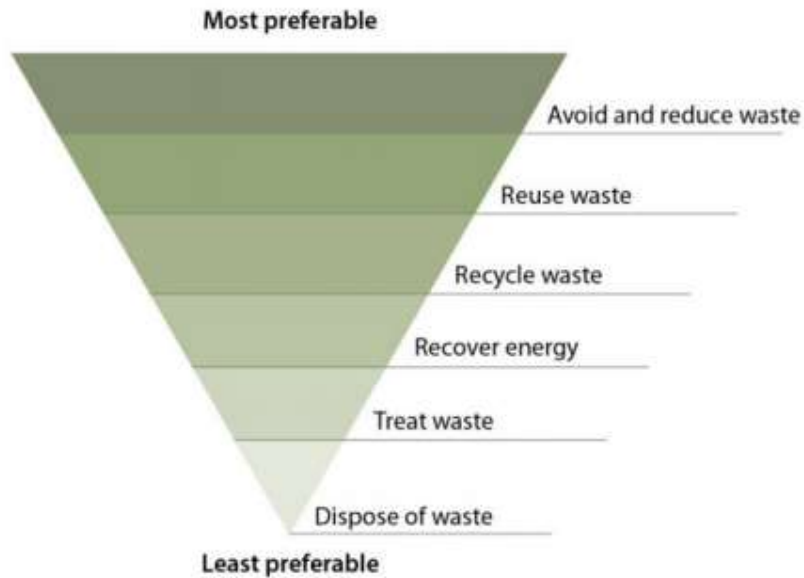 Most preferable
Avoid and reduce waste
Reuse waste
Recycle waste
Recover energy
Treat waste
Dispose of waste
Least preferable